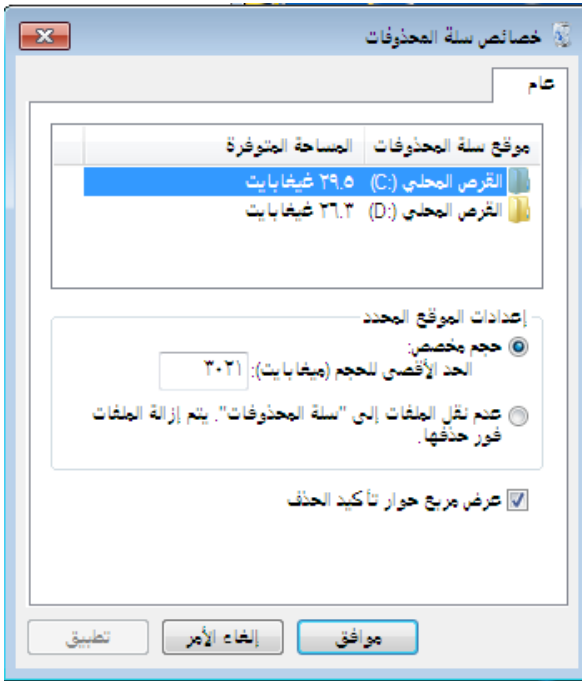 خصائص سلة المحذوفات
عام
موقع سلة المحذوفات المساحة المتوفرة
القرص المحلي (C:) ٢٩.٥ غيغابايت
القرص المحلي (D:) ٢٦.٣ غيغابايت
إعدادات الموقع المحدد
حجم مخصص:
الحد الأقصى للحجم (ميغابايت): ٣٠٢١
عدم نقل الملفات إلى "سلة المحذوفات". يتم إزالة الملفات
فور حذفها.
عرض مربع حوار تأكيد الحذف
موافق إلغاء الأمر تطبيق